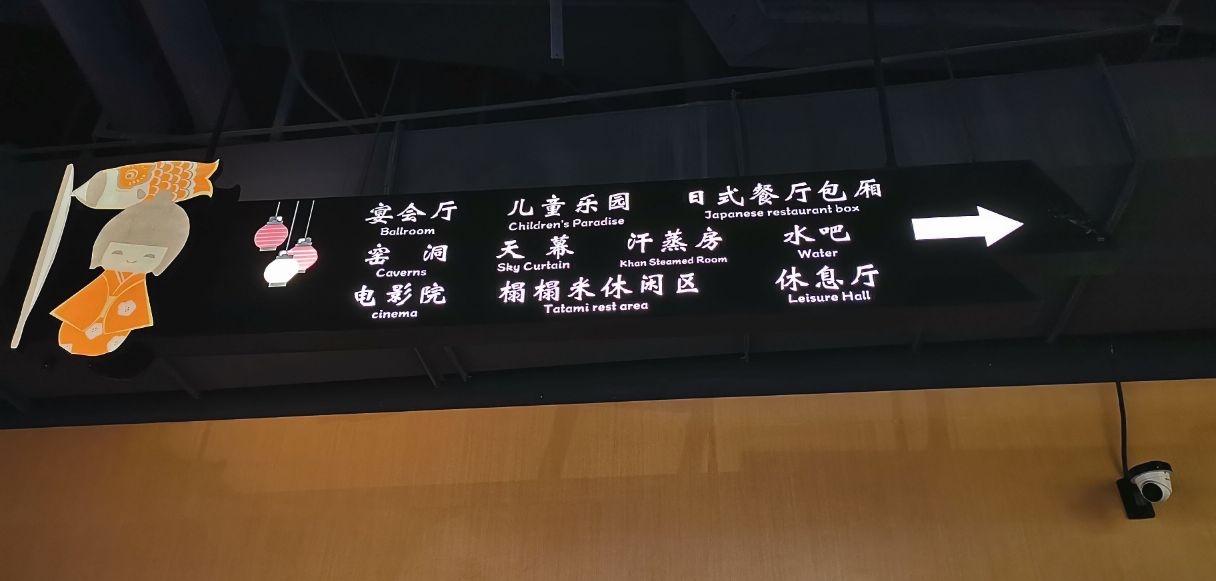 宴会厅 儿童乐园 日式餐厅包厢
Ballroom Children's Paradise Japanese restaurant box
窑洞 天幕 汗蒸房 水吧
Caverns Sky Curtain Khan Steamed Room Water
电影院 榻榻米休闲区 休息厅
cinema Tatami rest area Leisure Hall